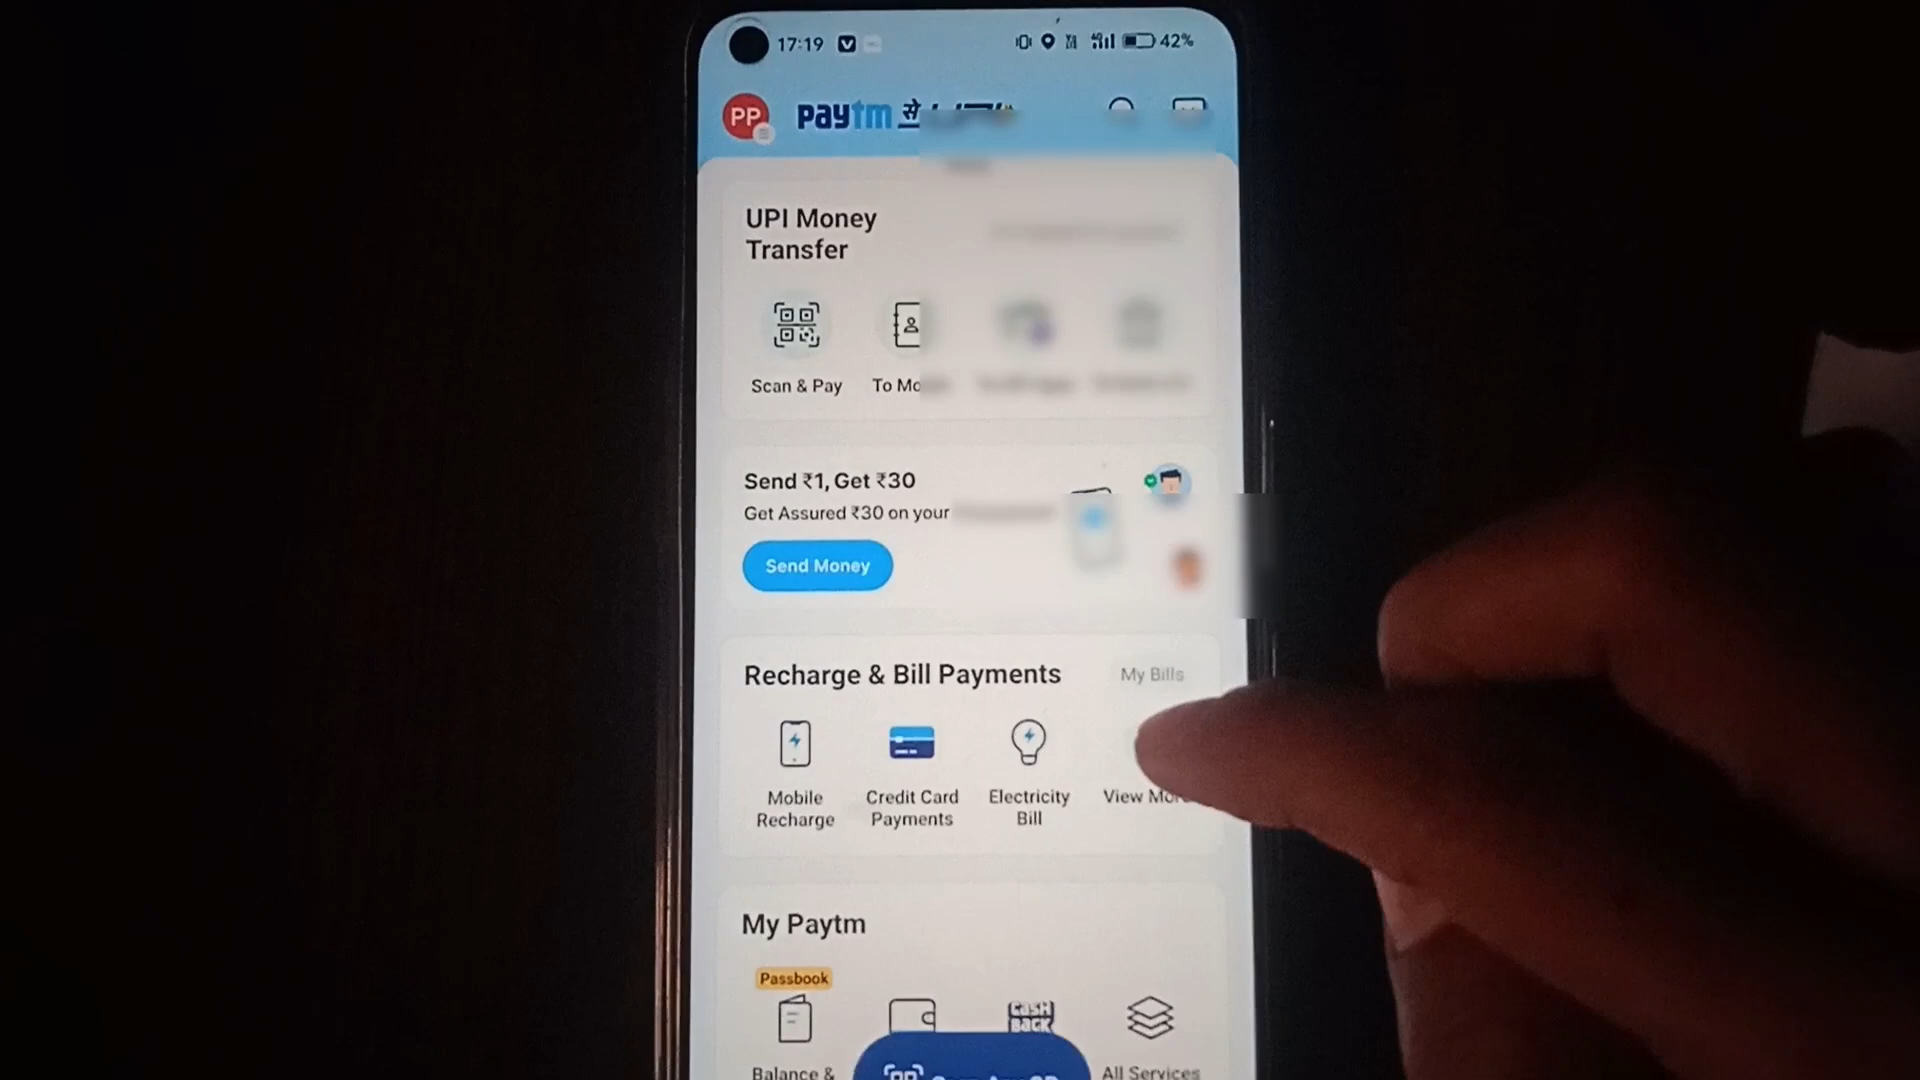 17:19
42%
PP
paytm से
UPI Money
Transfer
Scan & Pay
To
Send ₹1, Get ₹30
Get Assured ₹30 on your
Send Money
Recharge & Bill Payments
My Bills
Mobile
Recharge
Credit Card
Payments
Electricity
Bill
View
My Paytm
Passbook
CASH
BACK
Balance &
All Services